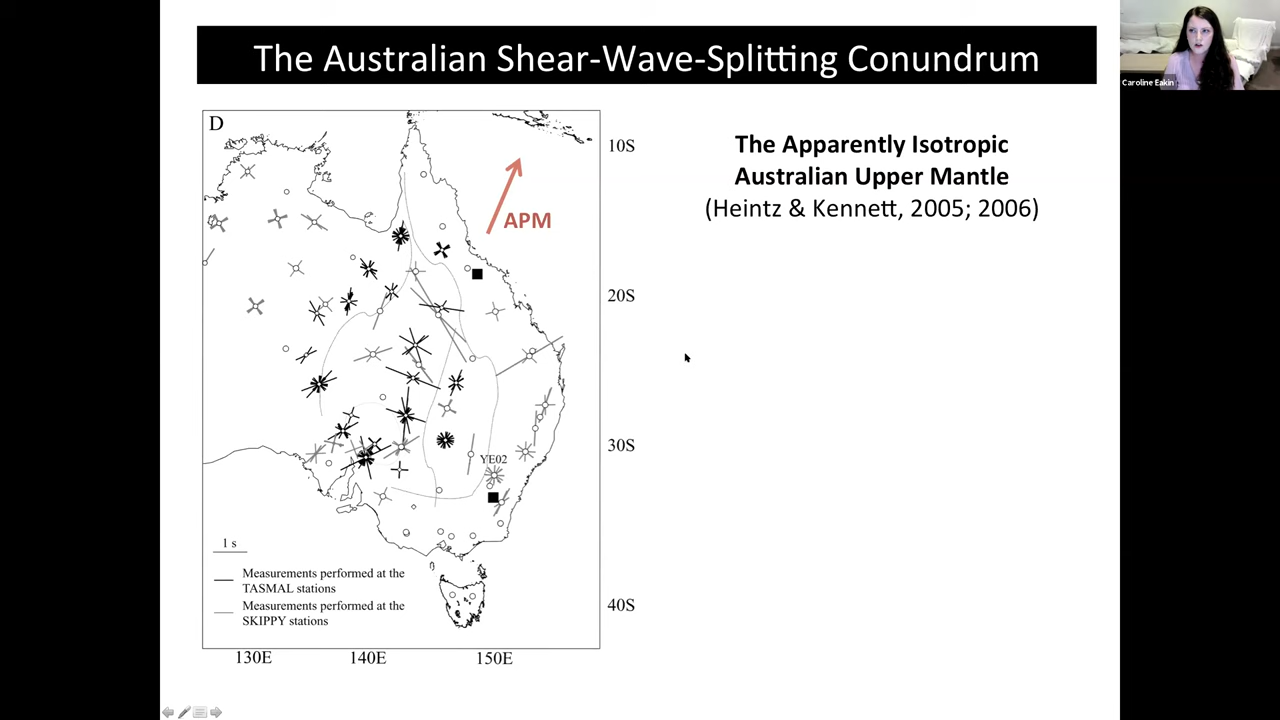 The Australian Shear-Wave-Splitting Conundrum
Caroline Eakin
D
10S
APM
20S
30S
YE02
1 s
Measurements performed at the
TASMAL stations
Measurements performed at the
SKIPPY stations
40S
130E
140E
150E
The Apparently Isotropic
Australian Upper Mantle
(Heintz & Kennett, 2005; 2006)